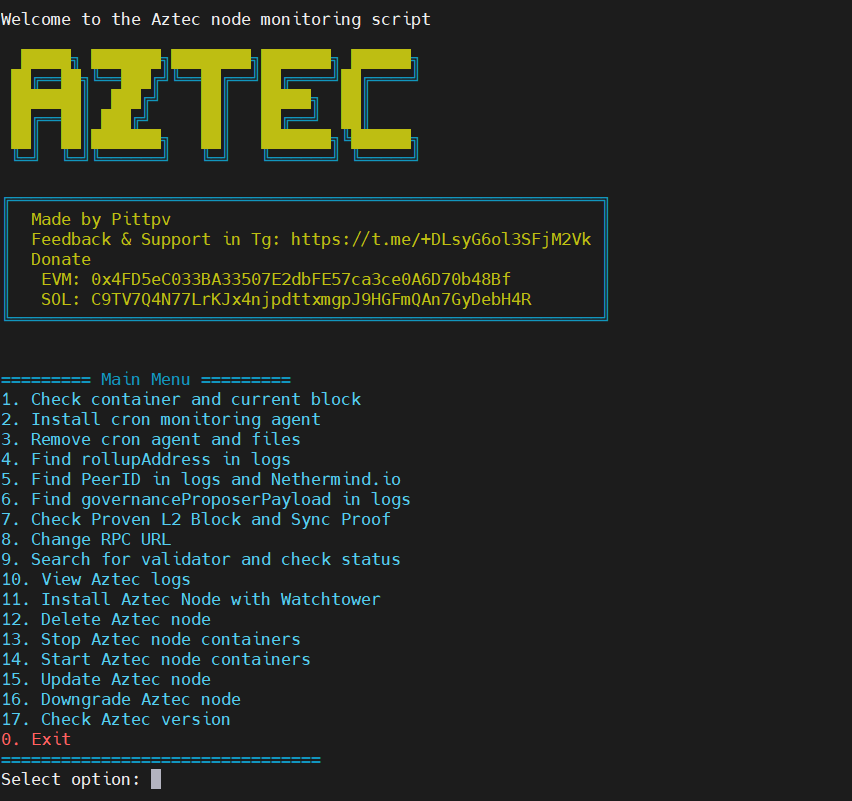 Welcome to the Aztec node monitoring script
AZTEC
Made by Pittpv
Feedback & Support in Tg: https://t.me/+DLsyG6ol3SFjM2Vk
Donate
EVM: 0x4FD5eC033BA33507E2dbFE57ca3ce0A6D70b48Bf
SOL: C9TV7Q4N77LrKJx4njpdttxmgpJ9HGFmQAn7GyDebH4R
========= Main Menu =========
1. Check container and current block
2. Install cron monitoring agent
3. Remove cron agent and files
4. Find rollupAddress in logs
5. Find PeerID in logs and Nethermind.io
6. Find governanceProposerPayload in logs
7. Check Proven L2 Block and Sync Proof
8. Change RPC URL
9. Search for validator and check status
10. View Aztec logs
11. Install Aztec Node with Watchtower
12. Delete Aztec node
13. Stop Aztec node containers
14. Start Aztec node containers
15. Update Aztec node
16. Downgrade Aztec node
17. Check Aztec version
0. Exit
================================
Select option: